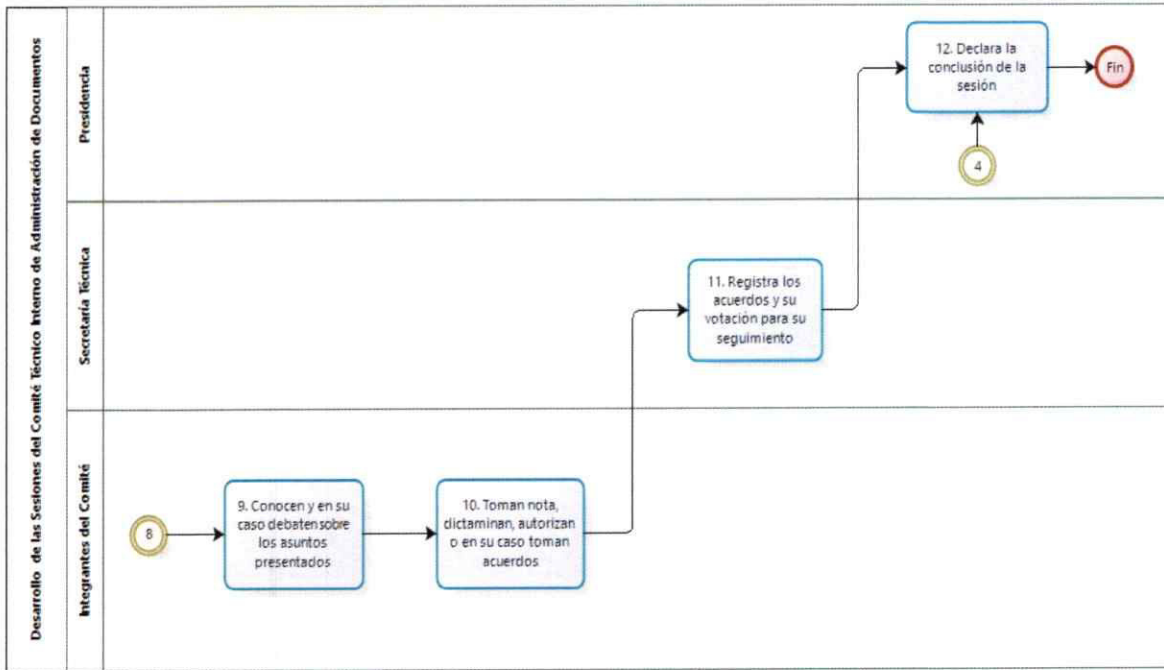 Desarrollo de las Sesiones del Comité Técnico Interno de Administración de Documentos
Presidencia
12. Declara la
conclusión de la
sesión
Fin
4
Secretaría Técnica
11. Registra los
acuerdos y su
votación para su
seguimiento
Integrantes del Comité
8
9. Conocen y en su
caso debaten sobre
los asuntos
presentados
10. Toman nota,
dictaminan, autorizan
o en su caso toman
acuerdos